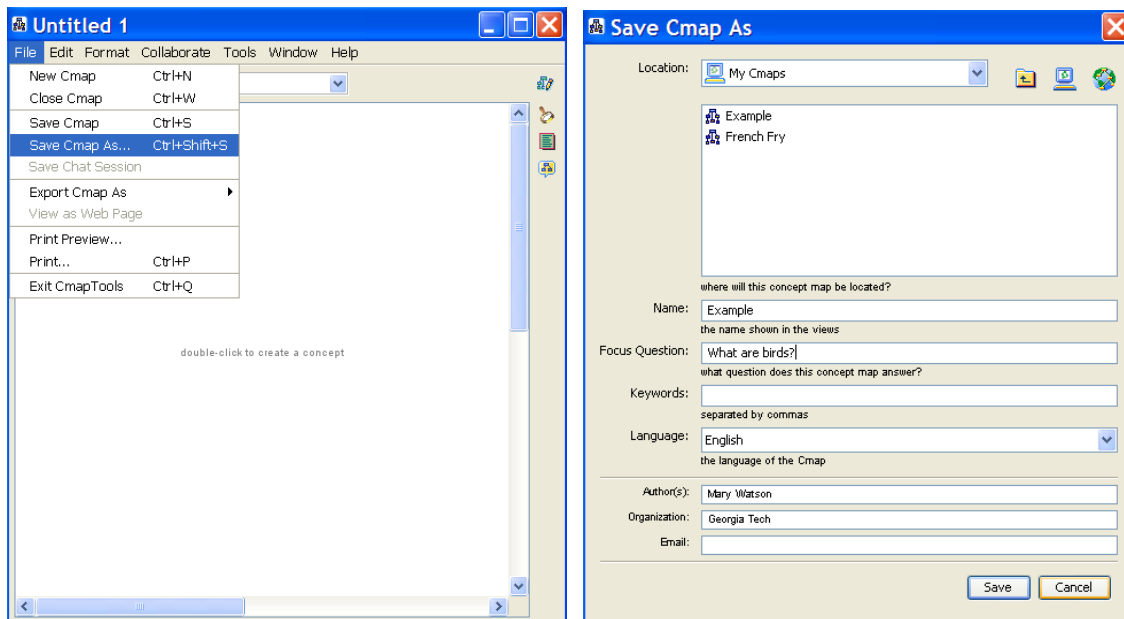 Untitled 1
File Edit Format Collaborate Tools Window Help
New Cmap Ctrl+N
Close Cmap Ctrl+W
Save Cmap Ctrl+S
Save Cmap As... Ctrl+Shift+S
Save Chat Session
Export Cmap As
View as Web Page
Print Preview...
Print... Ctrl+P
Exit CmapTools Ctrl+Q
double-click to create a concept
Save Cmap As
Location: My Cmaps
Example
French Fry
where will this concept map be located?
Name: Example
the name shown in the views
Focus Question: What are birds?
what question does this concept map answer?
Keywords:
separated by commas
Language: English
the language of the Cmap
Author(s): Mary Watson
Organization: Georgia Tech
Email:
Save Cancel